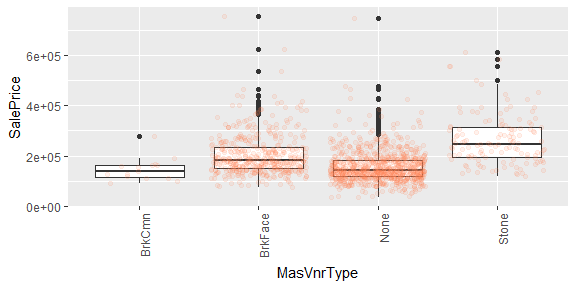 6e+05
4e+05
2e+05
0e+00
SalePrice
BrkCmn
BrkFace
None
Stone
MasVnrType